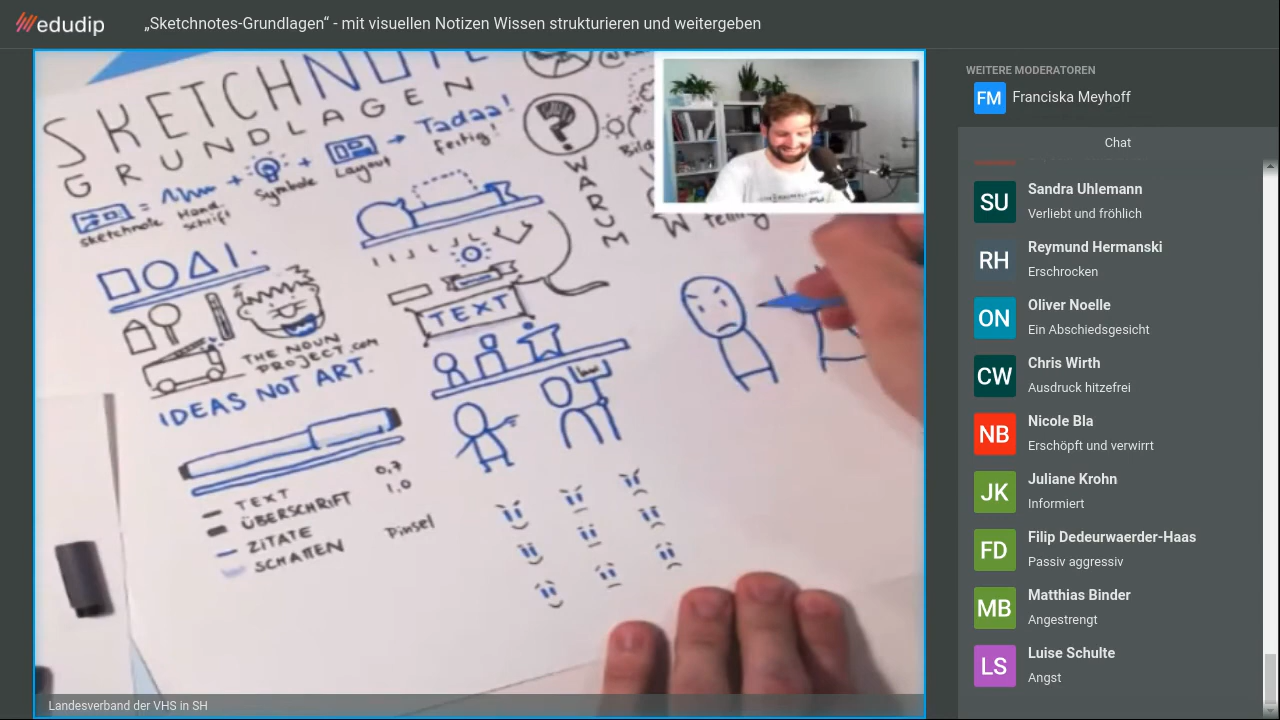 edudip
„Sketchnotes-Grundlagen“ - mit visuellen Notizen Wissen strukturieren und weitergeben
SKETCHNOTE
GRUNDLAGEN
sketchnote
=
Hand-
schrift
+
Symbole
+
Layout
Tadaa!
fertig!
?
WARUM
Bild
W
telling
TEXT
THE NOUN
PROJECT.com
IDEAS NOT ART.
TEXT 0,7
ÜBERSCHRIFT 1,0
ZITATE
SCHATTEN Pinsel
Landesverband der VHS in SH
WEITERE MODERATOREN
FM Franciska Meyhoff
Chat
SU Sandra Uhlemann
Verliebt und fröhlich
RH Reymund Hermanski
Erschrocken
ON Oliver Noelle
Ein Abschiedsgesicht
CW Chris Wirth
Ausdruck hitzefrei
NB Nicole Bla
Erschöpft und verwirrt
JK Juliane Krohn
Informiert
FD Filip Dedeurwaerder-Haas
Passiv aggressiv
MB Matthias Binder
Angestrengt
LS Luise Schulte
Angst